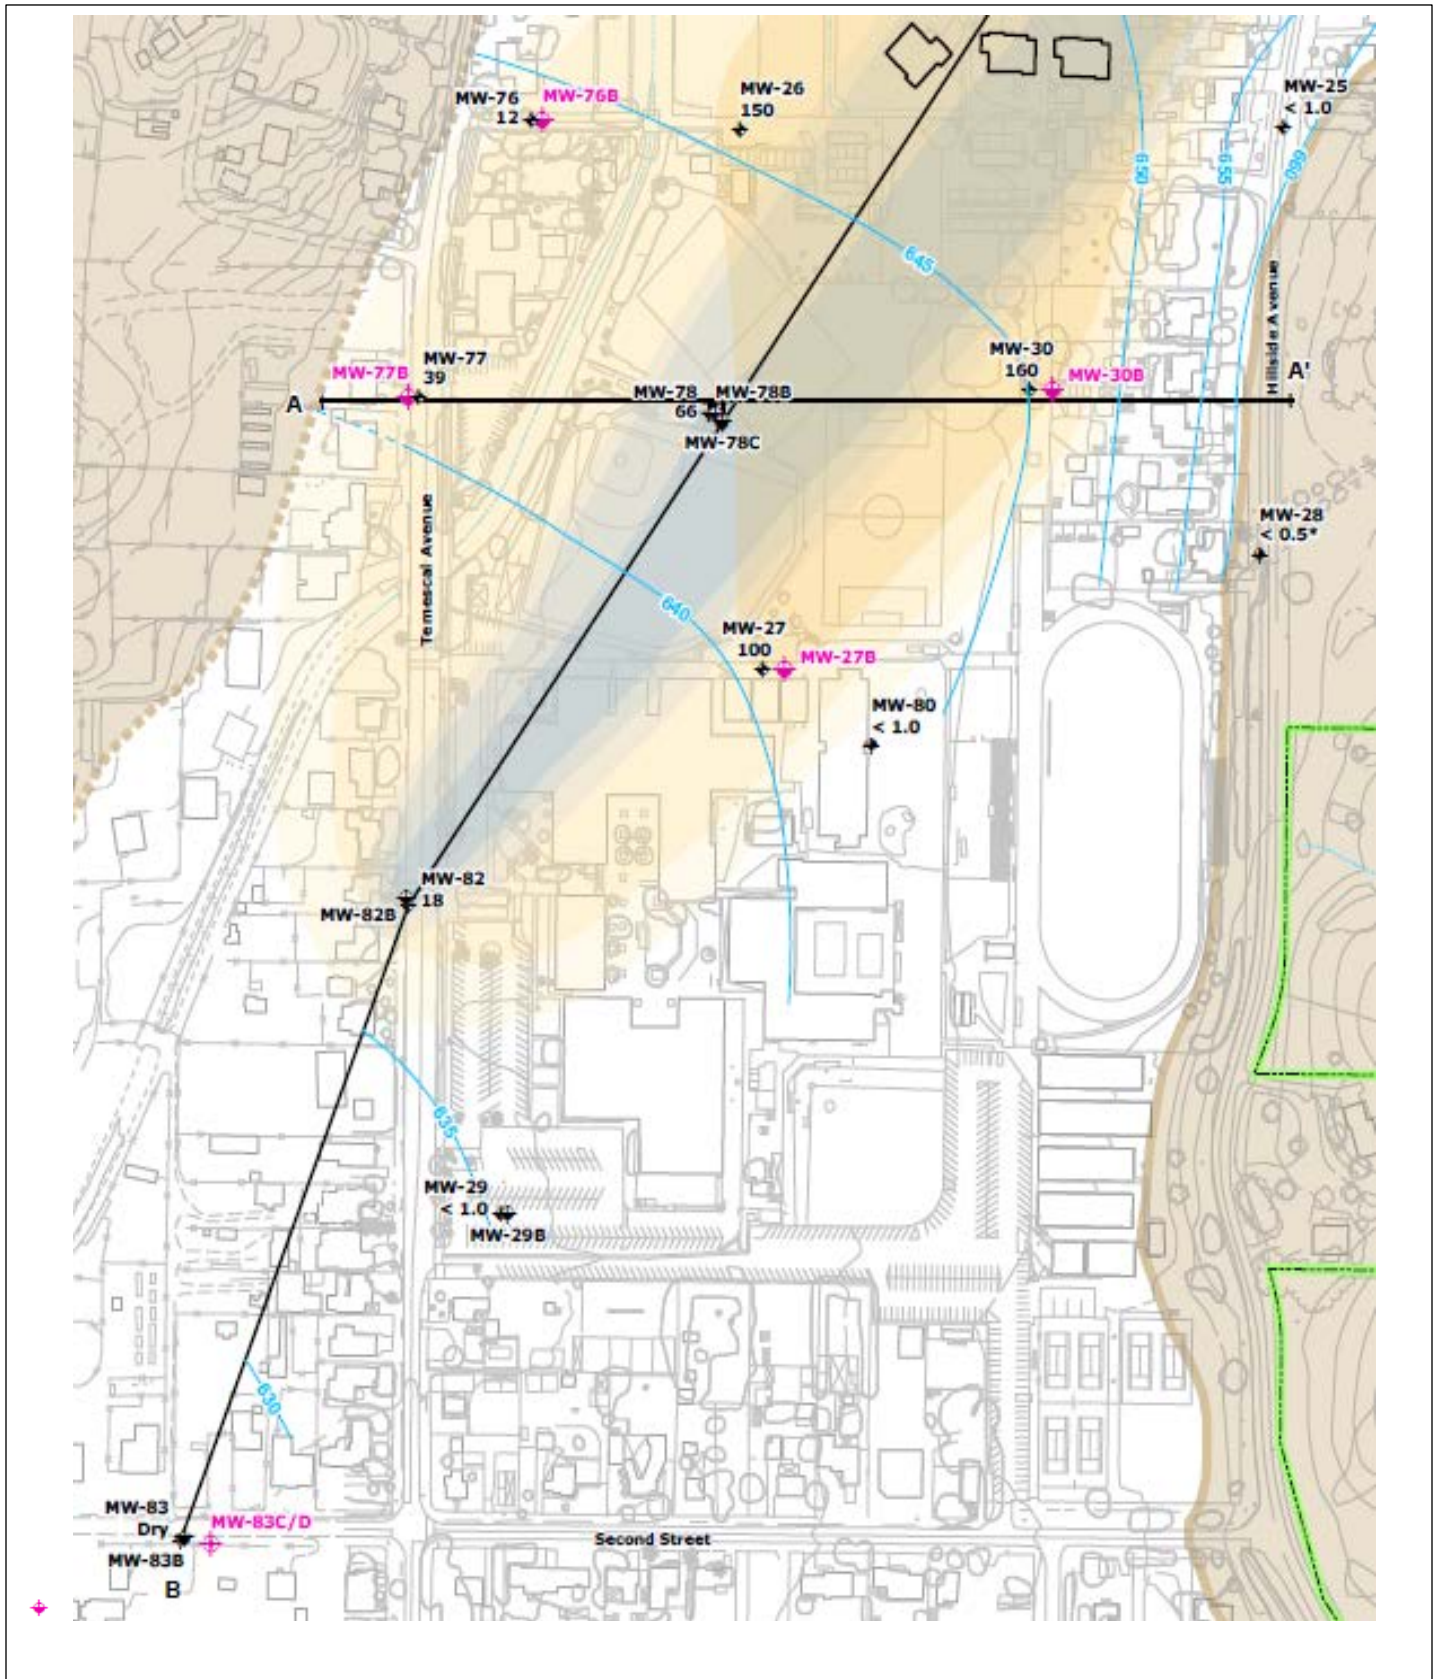 MW-76
12
MW-76B
MW-26
150
MW-25
< 1.0
650
655
660
645
Hillside Avenue
MW-77B
MW-77
39
A
MW-78
66
MW-78B
MW-78C
MW-30
160
MW-30B
A'
Temescal Avenue
MW-28
< 0.5*
640
MW-27
100
MW-27B
MW-80
< 1.0
MW-82
18
MW-82B
635
MW-29
< 1.0
MW-29B
630
MW-83
Dry
MW-83C/D
MW-83B
B
Second Street